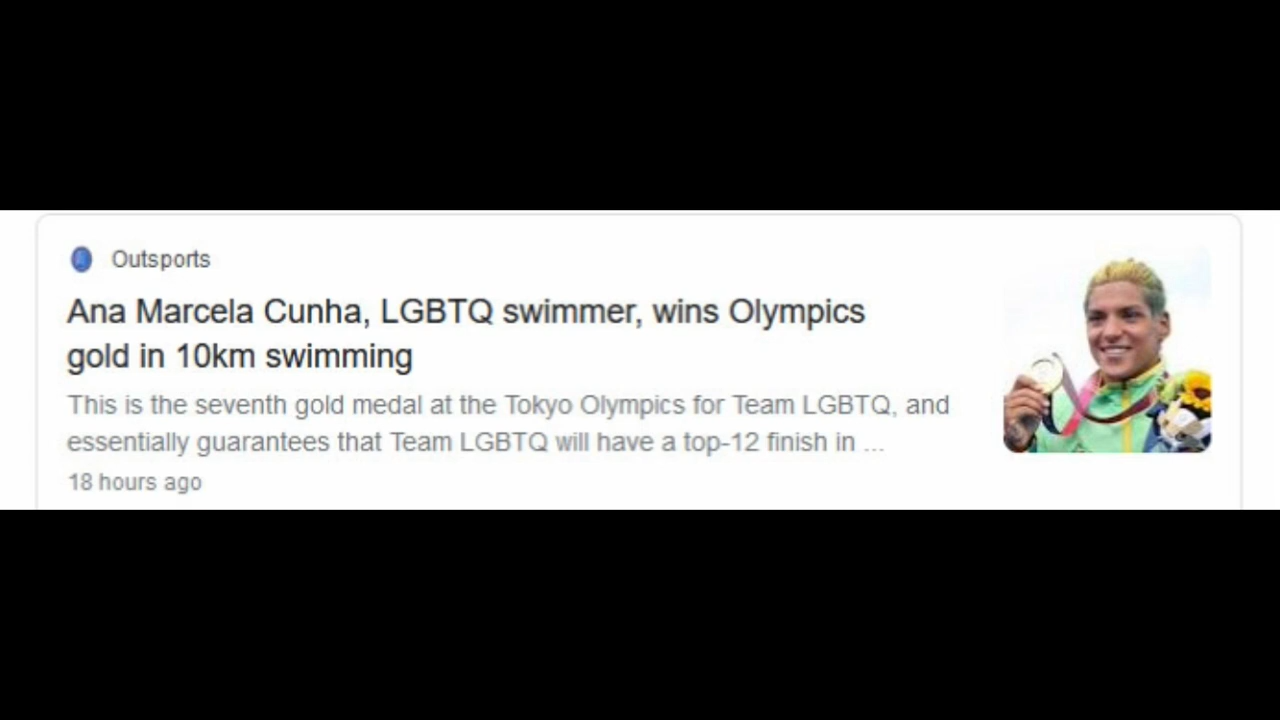 Outsports
Ana Marcela Cunha, LGBTQ swimmer, wins Olympics
gold in 10km swimming
This is the seventh gold medal at the Tokyo Olympics for Team LGBTQ, and
essentially guarantees that Team LGBTQ will have a top-12 finish in ...
18 hours ago